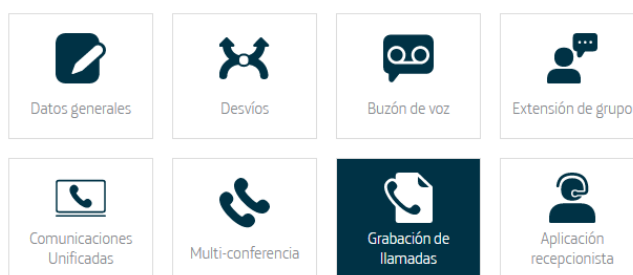 Datos generales
Desvíos
Buzón de voz
Extensión de grupo
Comunicaciones
Unificadas
Multi-conferencia
Grabación de
llamadas
Aplicación
recepcionista